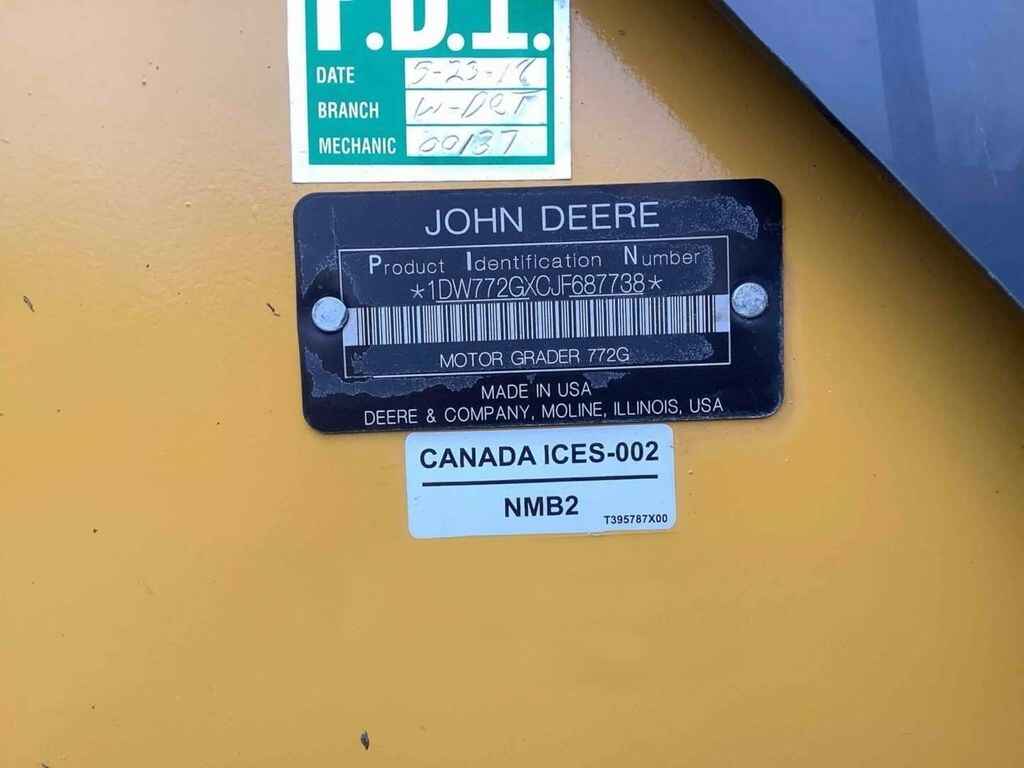 P.D.I.
DATE 5-23-18
BRANCH W-DET
MECHANIC 00137
JOHN DEERE
Product Identification Number
*1DW772GXCJF687738*
MOTOR GRADER 772G
MADE IN USA
DEERE & COMPANY, MOLINE, ILLINOIS, USA
CANADA ICES-002
NMB2
T395787X00